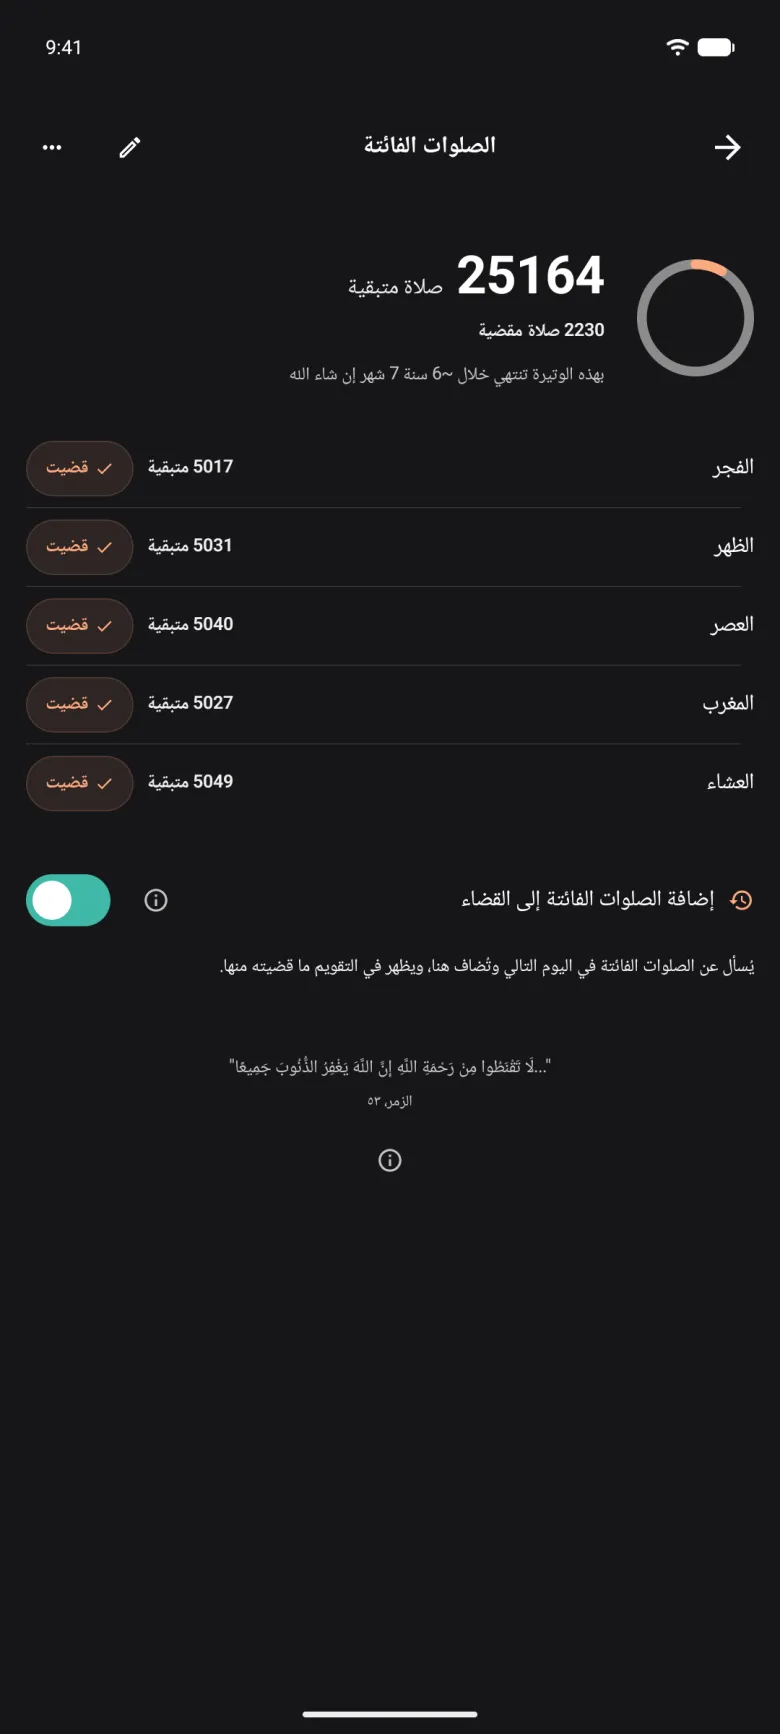 9:41
الصلوات الفائتة
25164 صلاة متبقية
2230 صلاة مقضية
بهذه الوتيرة تنتهي خلال ~6 سنة 7 شهر إن شاء الله
الفجر 5017 متبقية قضيت
الظهر 5031 متبقية قضيت
العصر 5040 متبقية قضيت
المغرب 5027 متبقية قضيت
العشاء 5049 متبقية قضيت
إضافة الصلوات الفائتة إلى القضاء
يُسأل عن الصلوات الفائتة في اليوم التالي وتُضاف هنا، ويظهر في التقويم ما قضيته منها.
"...لَا تَقْنَطُوا مِنْ رَحْمَةِ اللَّهِ إِنَّ اللَّهَ يَغْفِرُ الذُّنُوبَ جَمِيعًا"
الزمر، ٥٣